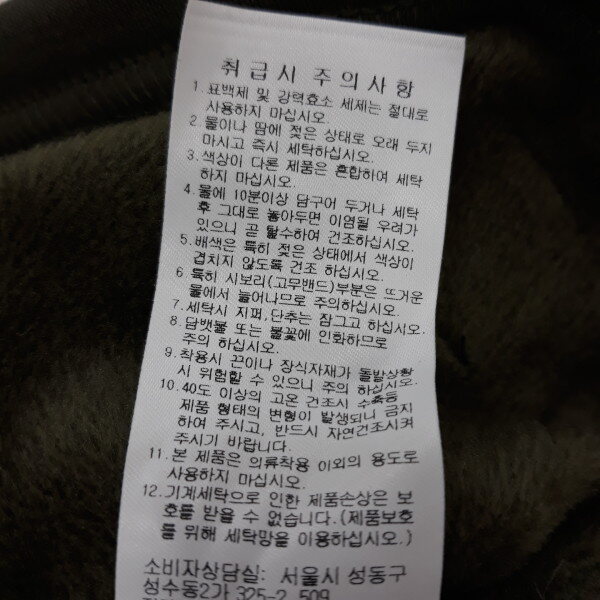 취급시 주의사항
1. 표백제 및 강력효소 세제는 절대로
사용하지 마십시오.
2. 물이나 땀에 젖은 상태로 오래 두지
마시고 즉시 세탁하십시오.
3. 색상이 다른 제품은 혼합하여 세탁
하지 마십시오.
4. 물에 10분이상 담구어 두거나 세탁
후 그대로 놓아두면 이염될 우려가
있으니 곧 탈수하여 건조하십시오.
5. 배색은 특히 젖은 상태에서 색상이
겹치지 않도록 건조 하십시오.
6. 특히 시보리(고무밴드)부분은 뜨거운
물에서 늘어나므로 주의하십시오.
7. 세탁시 지퍼,단추는 잠그고 하십시오.
8. 담뱃불 또는 불꽃에 인화하므로
주의 하십시오.
9. 착용시 끈이나 장식자재가 돌발상황
시 위험할 수 있으니 주의 하십시오.
10. 40도 이상의 고온 건조시 수축등
제품 형태의 변형이 발생되니 금지
하여 주시고, 반드시 자연건조시켜
주시기 바랍니다.
11. 본 제품은 의류착용 이외의 용도로
사용하지 마십시오.
12. 기계세탁으로 인한 제품손상은 보
호를 받을 수 없습니다.(제품보호
를 위해 세탁망을 이용하십시오.)
소비자상담실: 서울시 성동구
성수동2가 325-2 509